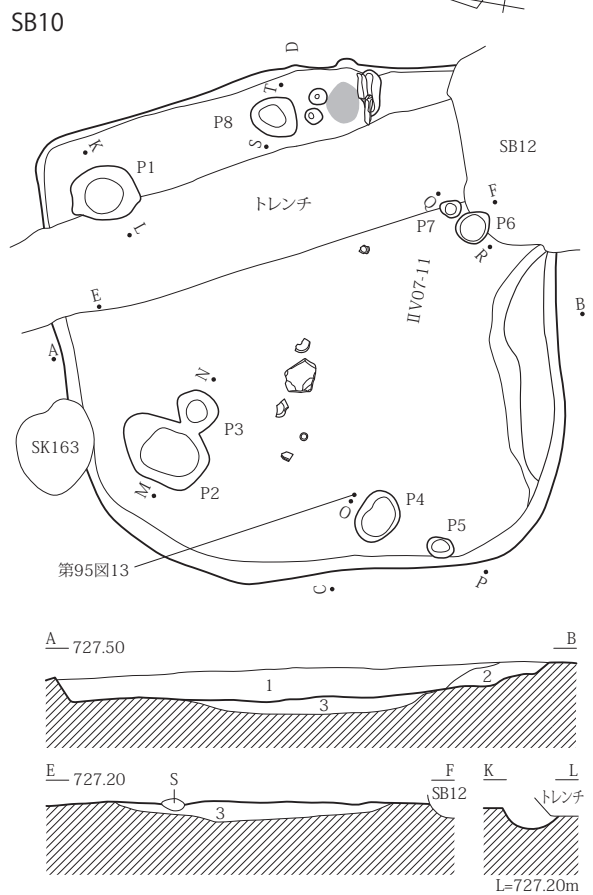 SB10
D
T
P8
S
K
P1
L
トレンチ
SB12
Q
F
P7
P6
R
ⅡV07-11
E
B
A
N
SK163
P3
M
P2
O
P4
P5
第95図13
C
P
A 727.50 B
1
2
3
E 727.20 S F K L
SB12 トレンチ
3
L=727.20m